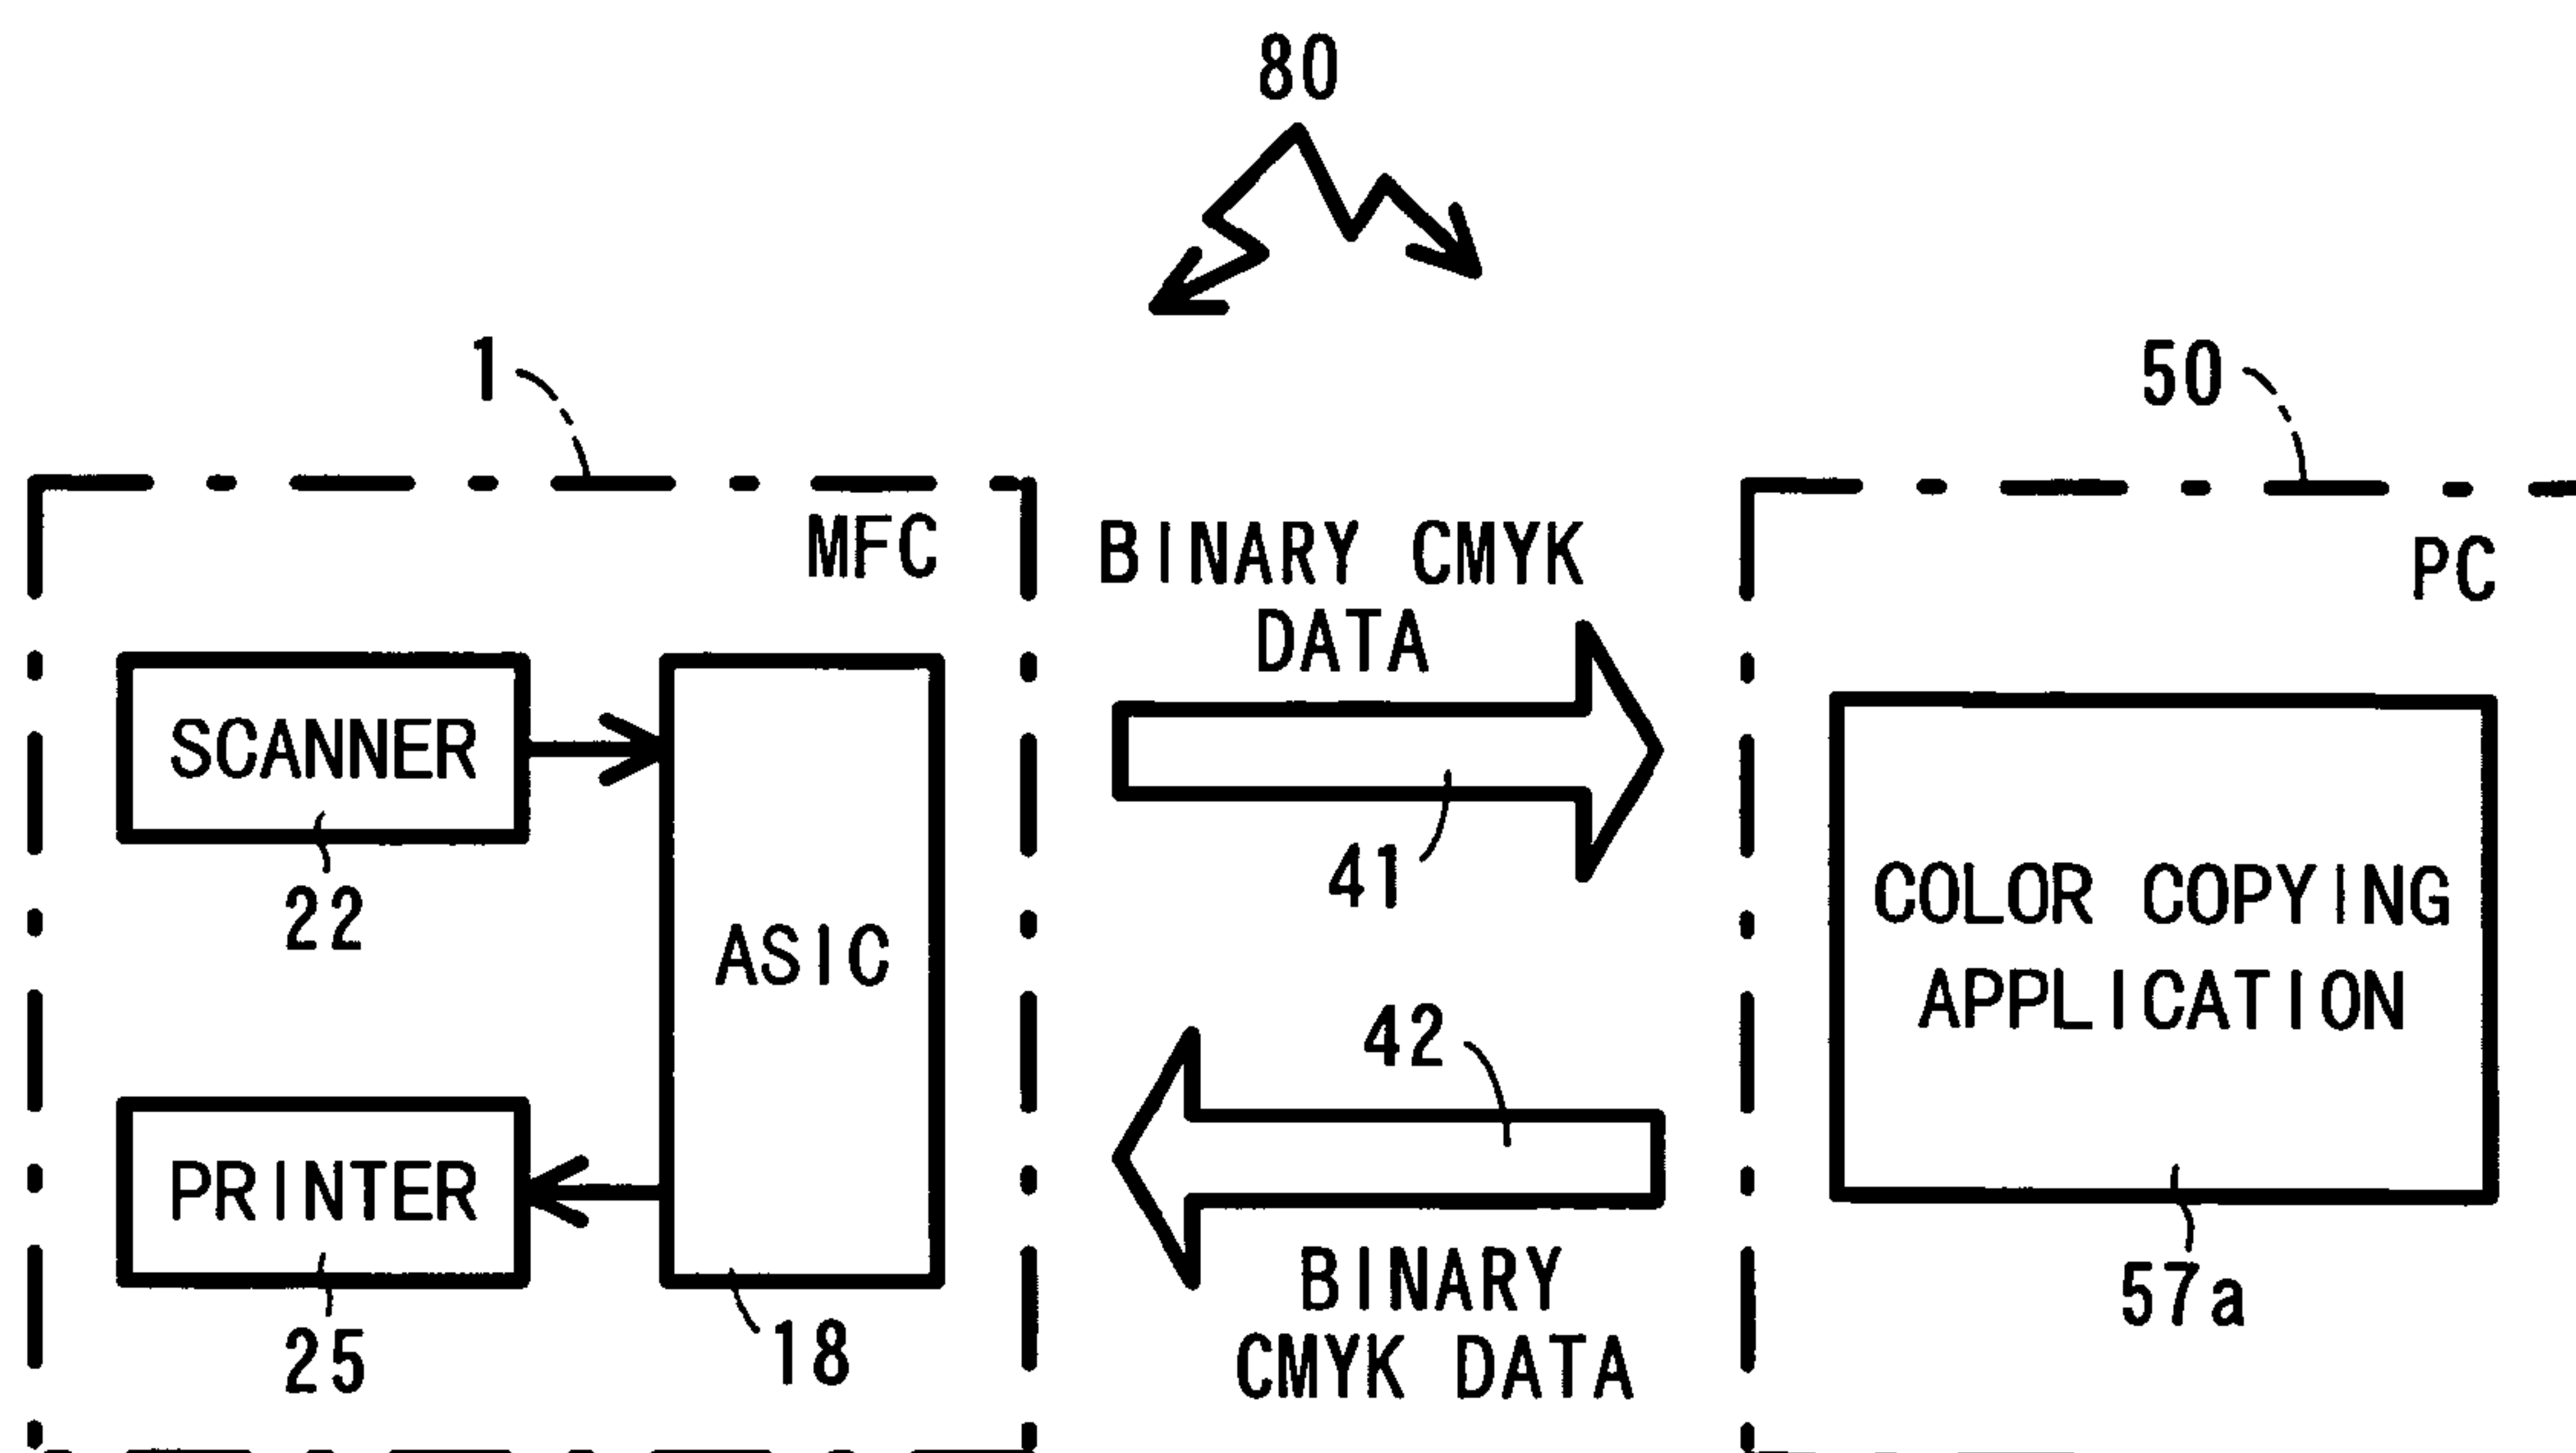 80
1
50
MFC
PC
BINARY CMYK
DATA
SCANNER
22
ASIC
41
COLOR COPYING
APPLICATION
42
PRINTER
25
18
BINARY
CMYK DATA
57a